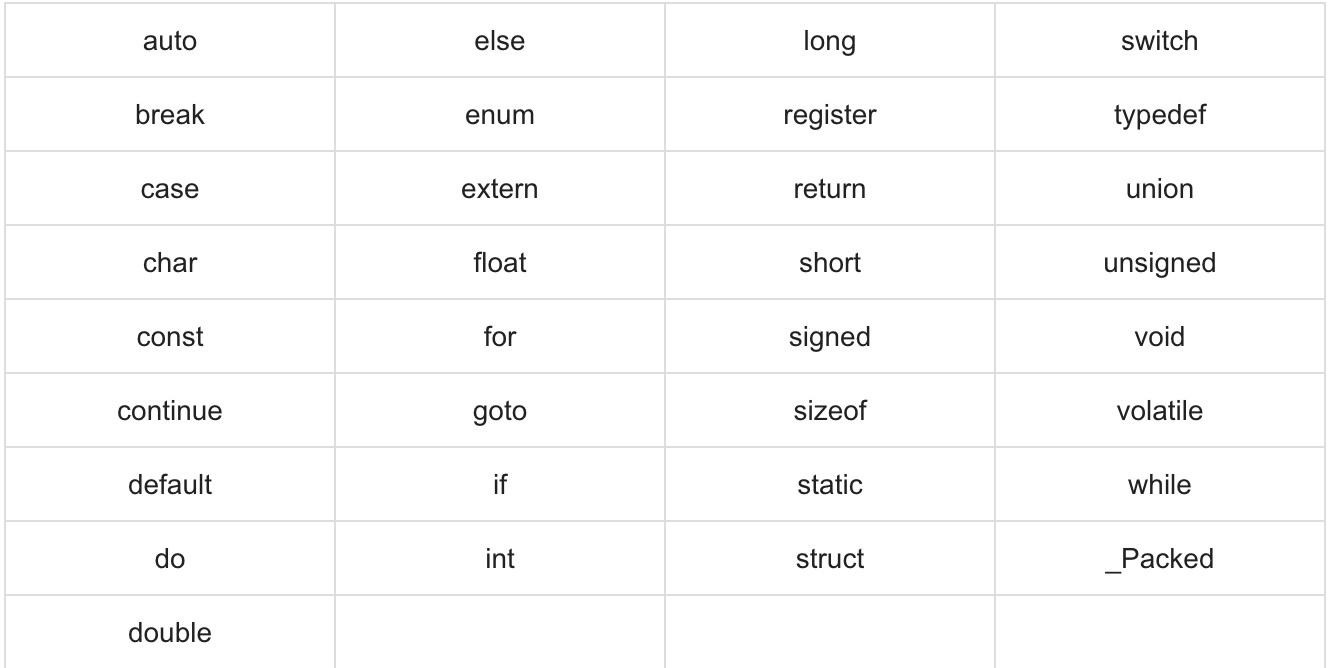 auto else long switch
break enum register typedef
case extern return union
char float short unsigned
const for signed void
continue goto sizeof volatile
default if static while
do int struct _Packed
double